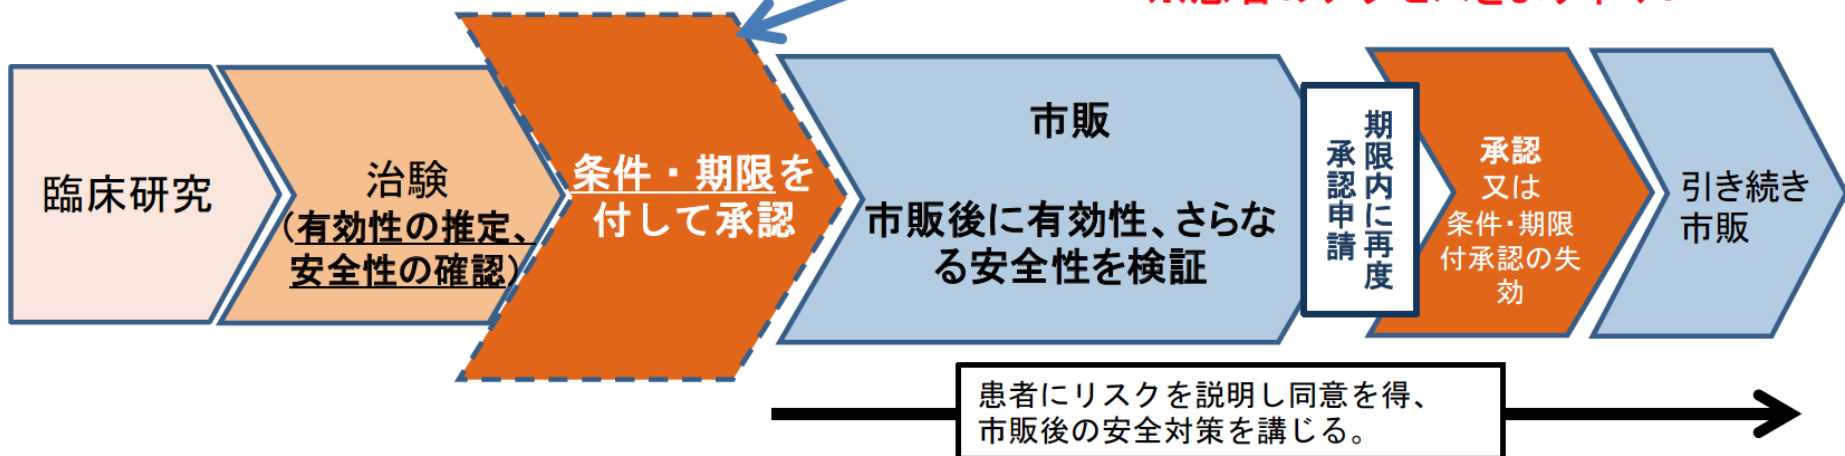 臨床研究
治験
(有効性の推定、
安全性の確認)
条件・期限を
付して承認
市販
市販後に有効性、さらな
る安全性を検証
期限内に再度
承認申請
承認
又は
条件・期限
付承認の失
効
引き続き
市販
患者にリスクを説明し同意を得、
市販後の安全対策を講じる。